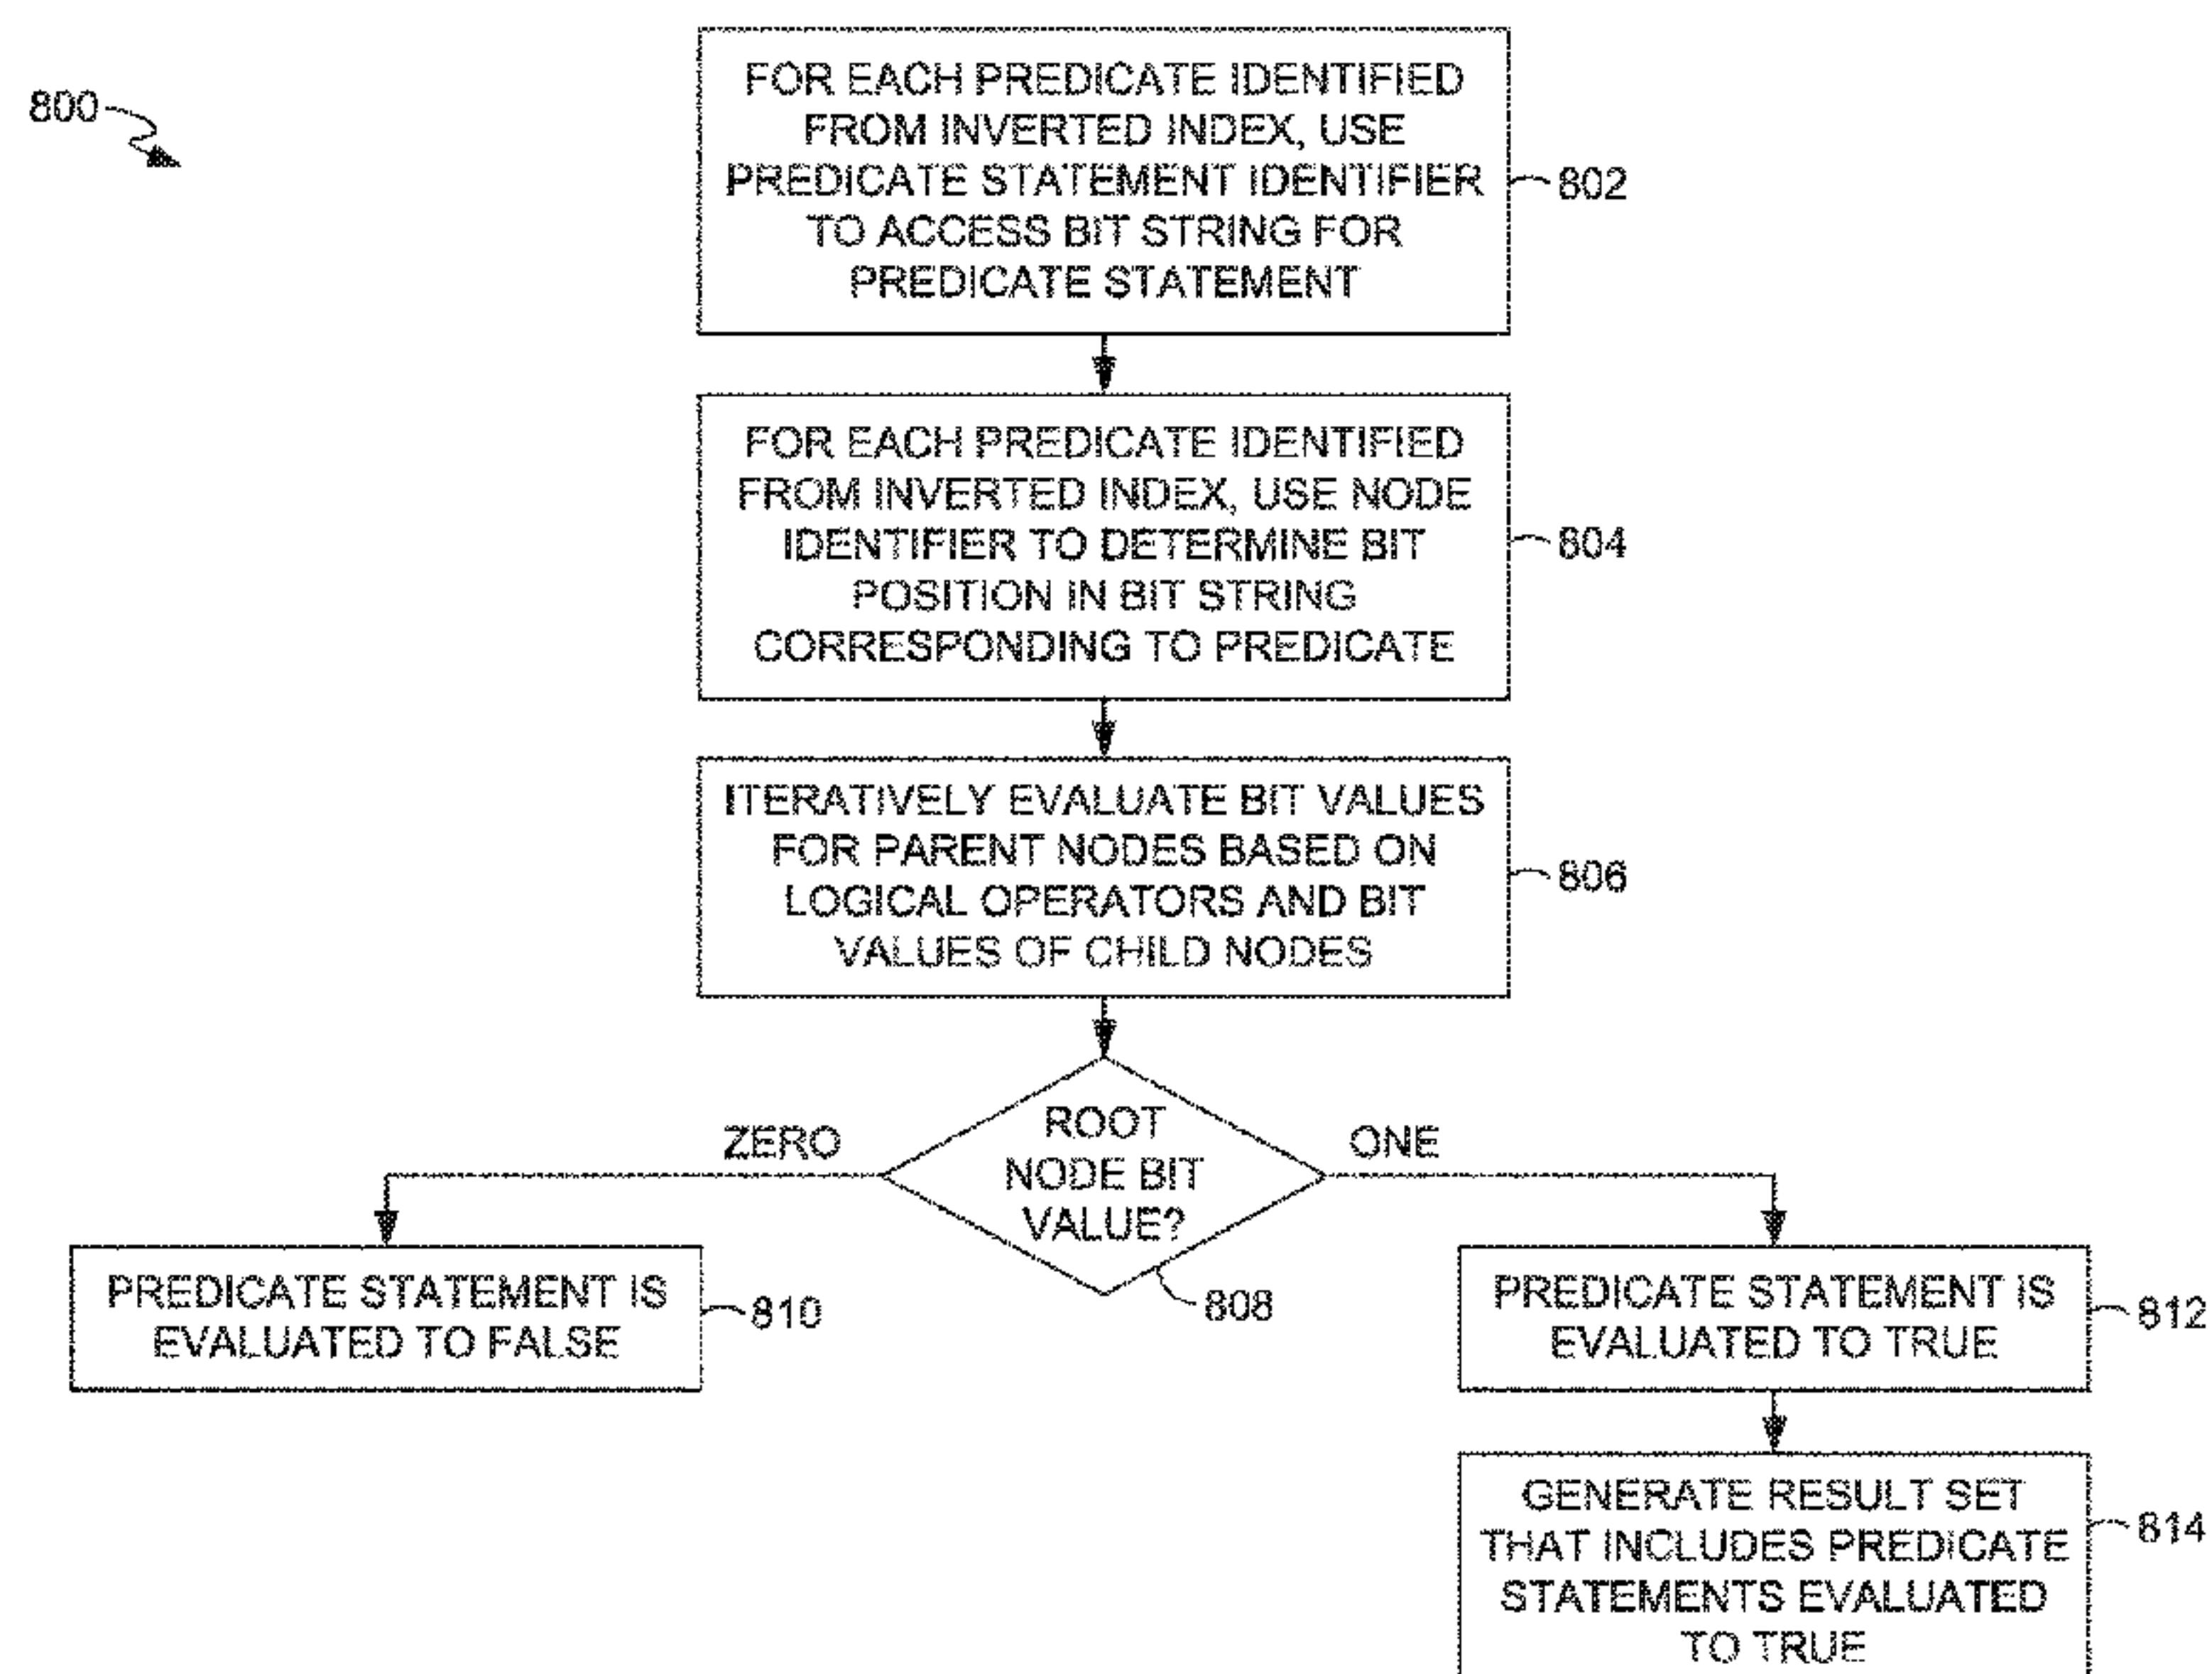 800
FOR EACH PREDICATE IDENTIFIED
FROM INVERTED INDEX, USE
PREDICATE STATEMENT IDENTIFIER
TO ACCESS BIT STRING FOR
PREDICATE STATEMENT
802
FOR EACH PREDICATE IDENTIFIED
FROM INVERTED INDEX, USE NODE
IDENTIFIER TO DETERMINE BIT
POSITION IN BIT STRING
CORRESPONDING TO PREDICATE
804
ITERATIVELY EVALUATE BIT VALUES
FOR PARENT NODES BASED ON
LOGICAL OPERATORS AND BIT
VALUES OF CHILD NODES
806
ROOT
NODE BIT
VALUE?
808
ZERO
ONE
PREDICATE STATEMENT IS
EVALUATED TO FALSE
810
PREDICATE STATEMENT IS
EVALUATED TO TRUE
812
GENERATE RESULT SET
THAT INCLUDES PREDICATE
STATEMENTS EVALUATED
TO TRUE
814